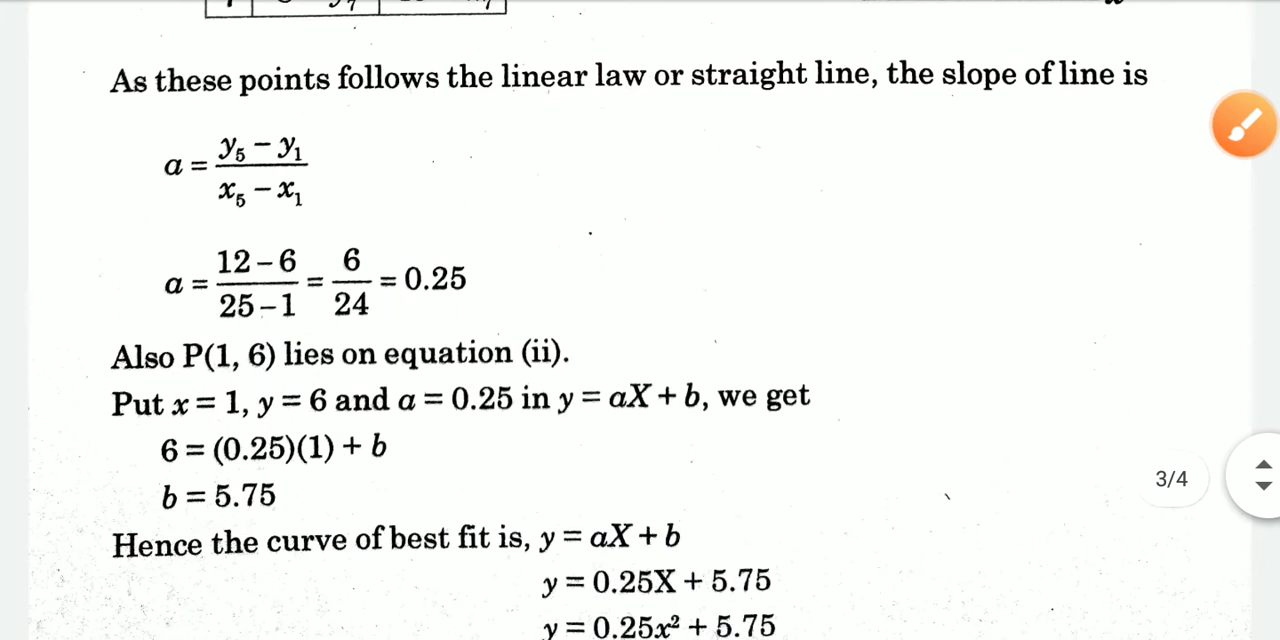 As these points follows the linear law or straight line, the slope of line is
a = (y₅ − y₁)/(x₅ − x₁)
a = (12 − 6)/(25 − 1) = 6/24 = 0.25
Also P(1, 6) lies on equation (ii).
Put x = 1, y = 6 and a = 0.25 in y = aX + b, we get
6 = (0.25)(1) + b
b = 5.75
3/4
Hence the curve of best fit is, y = aX + b
y = 0.25X + 5.75
y = 0.25x² + 5.75